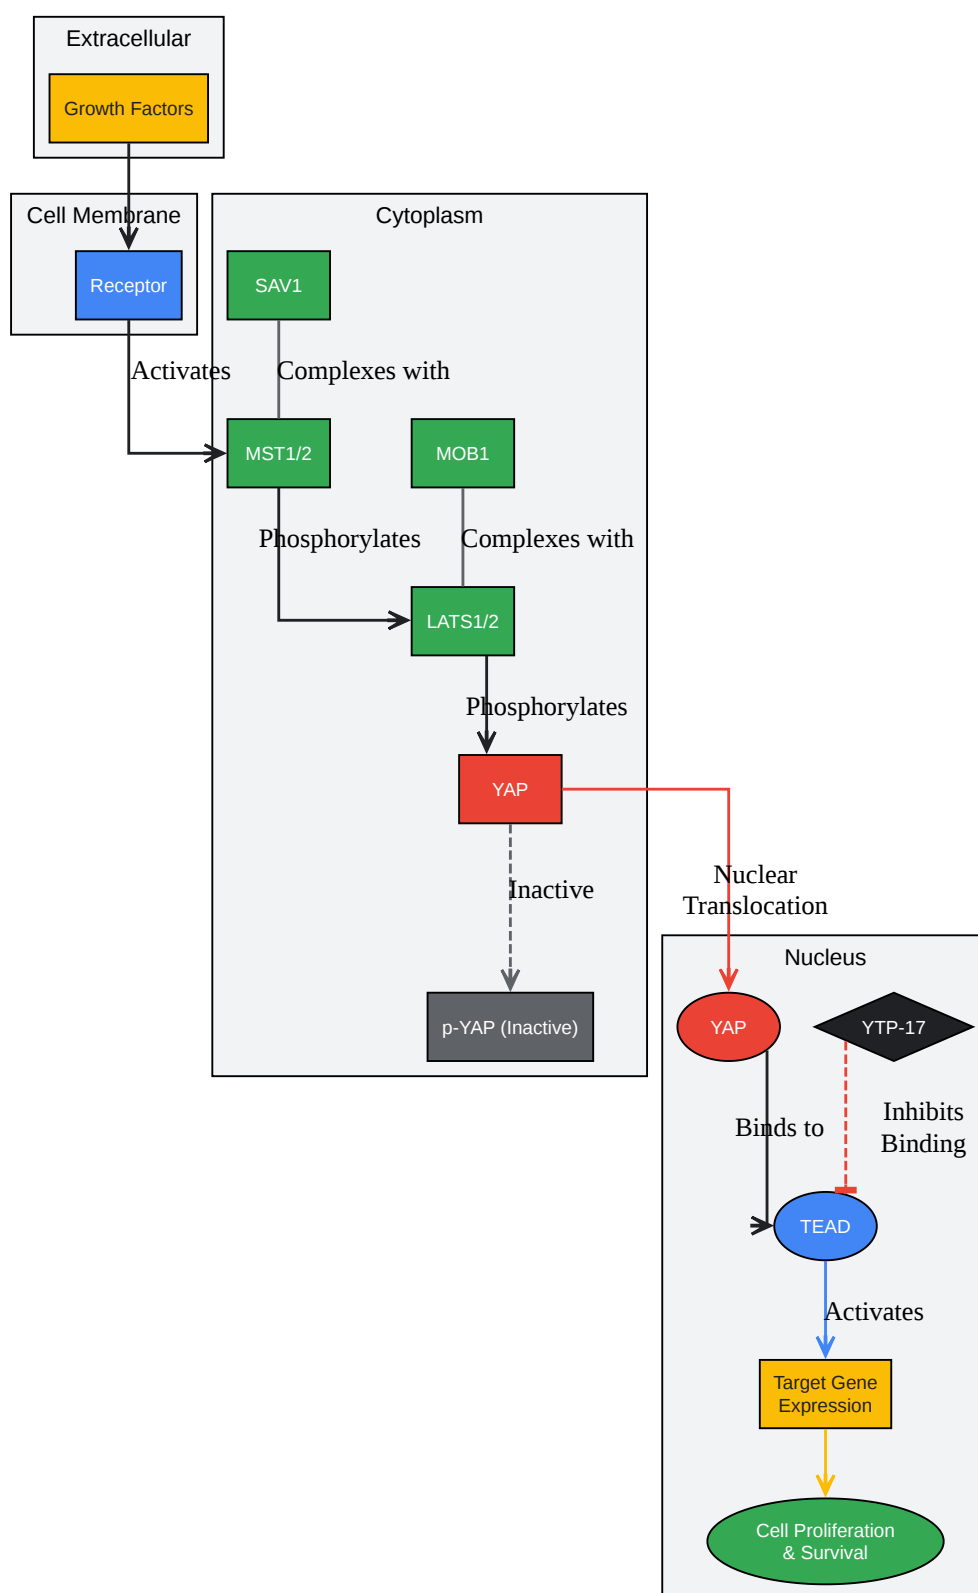 Extracellular
Growth Factors
Cell Membrane
Cytoplasm
Receptor
SAV1
Activates
Complexes with
MST1/2
MOB1
Phosphorylates
Complexes with
LATS1/2
Phosphorylates
YAP
Nuclear
Translocation
Inactive
Nucleus
p-YAP (Inactive)
YAP
YTP-17
Binds to
Inhibits
Binding
TEAD
Activates
Target Gene
Expression
Cell Proliferation
& Survival